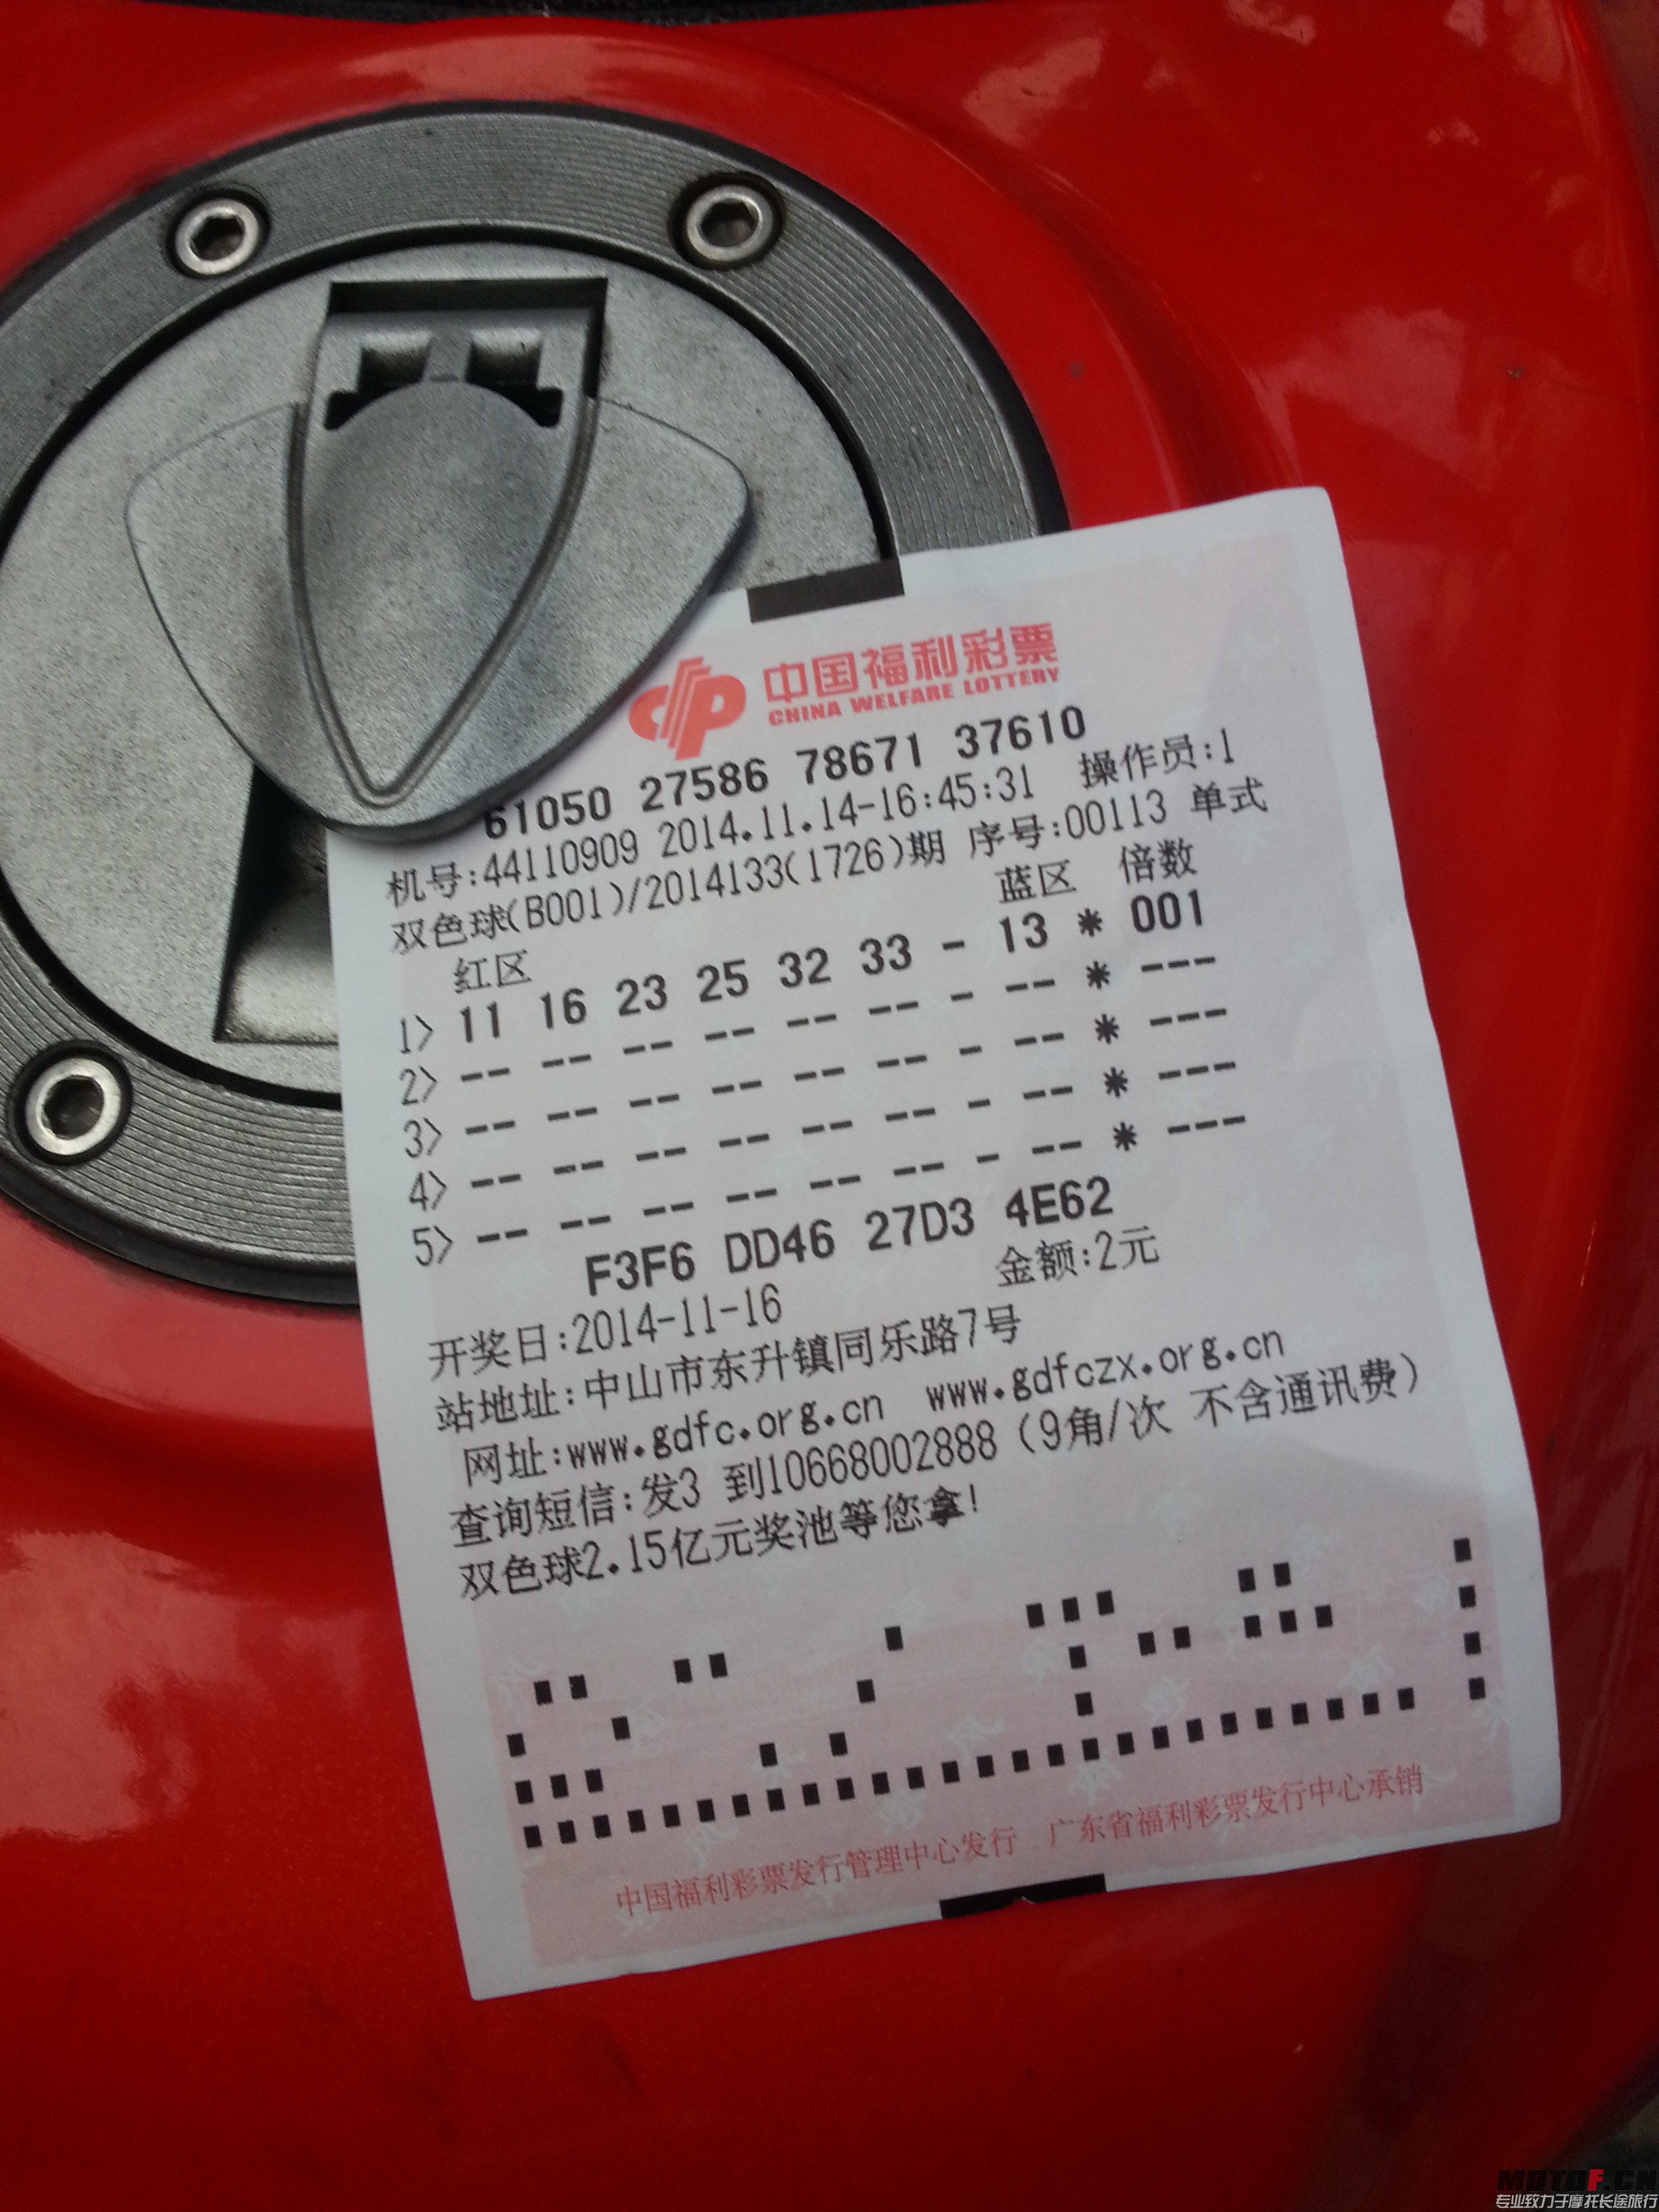 中国福利彩票
CHINA WELFARE LOTTERY
61050 27586 78671 37610
机号:44110909 2014.11.14-16:45:31 操作员:1
双色球(B001)/2014133(1726)期 序号:00113 单式
红区 蓝区 倍数
1> 11 16 23 25 32 33 - 13 * 001
2> -- -- -- -- -- -- - -- * ---
3> -- -- -- -- -- -- - -- * ---
4> -- -- -- -- -- -- - -- * ---
5> -- -- -- -- -- -- - -- * ---
F3F6 DD46 27D3 4E62
开奖日:2014-11-16 金额:2元
站地址:中山市东升镇同乐路7号
网址:www.gdfc.org.cn www.gdfczx.org.cn
查询短信:发3 到10668002888(9角/次 不含通讯费)
双色球2.15亿元奖池等您拿!
中国福利彩票发行管理中心发行 广东省福利彩票发行中心承销
MOTOF.CN
专业致力于摩托长途旅行